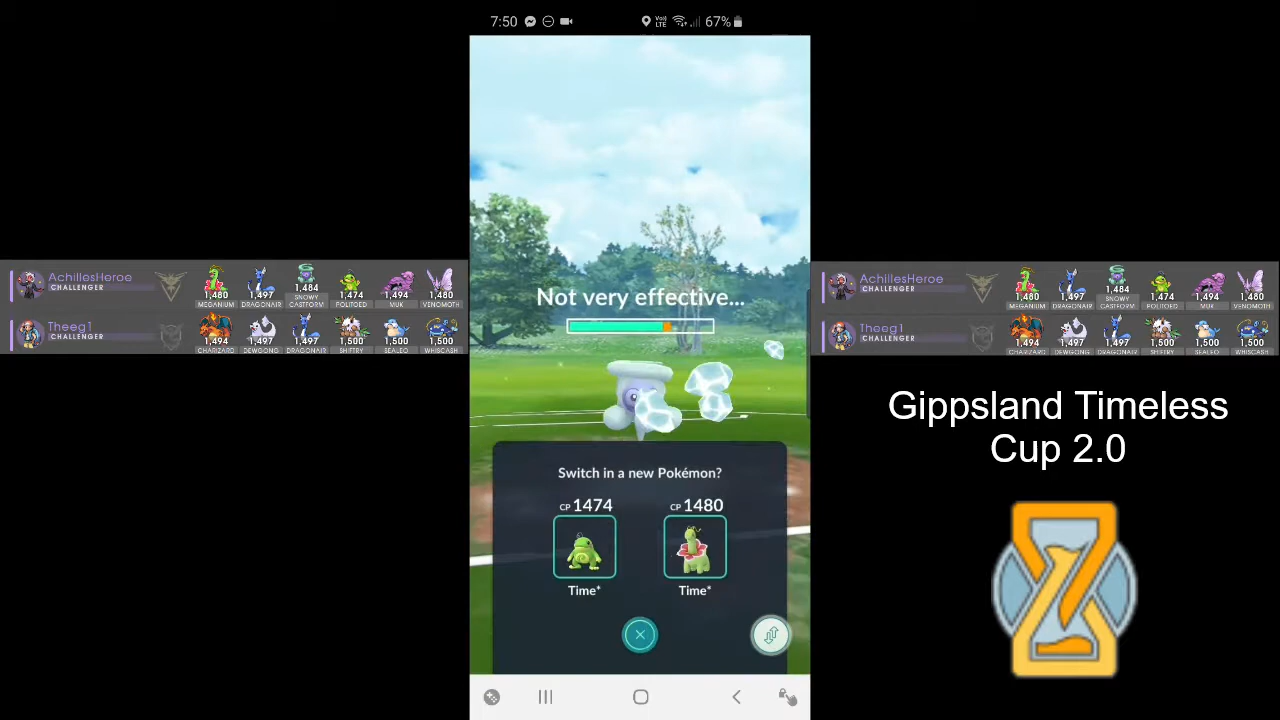 7:50
Vo)) LTE 67%
AchillesHeroe
CHALLENGER
1,480 1,497 1,484 1,474 1,494 1,480
MEGANIUM DRAGONAIR SNOWY CASTFORM POLITOED MUK VENOMOTH
Theeg1
CHALLENGER
1,494 1,497 1,497 1,500 1,500 1,500
CHARIZARD DEWGONG DRAGONAIR SHIFTRY SEALEO WHISCASH
Not very effective...
Switch in a new Pokémon?
CP 1474 CP 1480
Time* Time*
AchillesHeroe
CHALLENGER
1,480 1,497 1,484 1,474 1,494 1,480
MEGANIUM DRAGONAIR SNOWY CASTFORM POLITOED MUK VENOMOTH
Theeg1
CHALLENGER
1,494 1,497 1,497 1,500 1,500 1,500
CHARIZARD DEWGONG DRAGONAIR SHIFTRY SEALEO WHISCASH
Gippsland Timeless
Cup 2.0